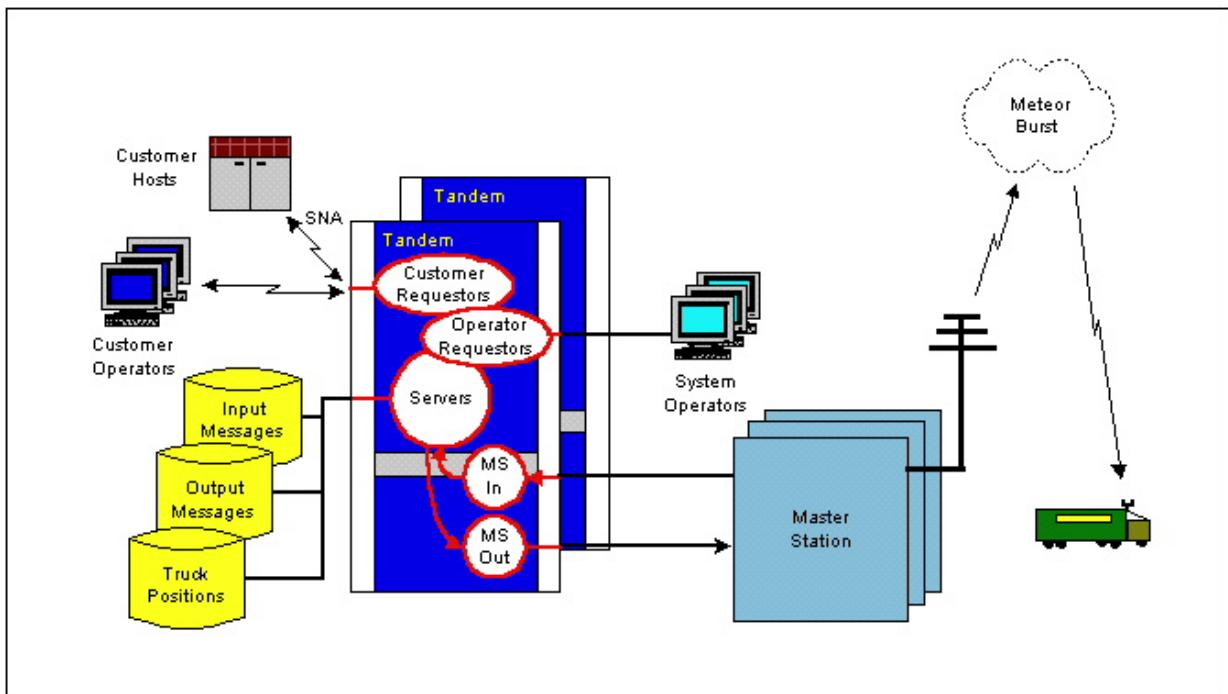 Meteor
Burst
Customer
Hosts
SNA
Tandem
Tandem
Customer
Requestors
Operator
Requestors
Customer
Operators
System
Operators
Servers
Input
Messages
Output
Messages
Truck
Positions
MS
In
MS
Out
Master
Station